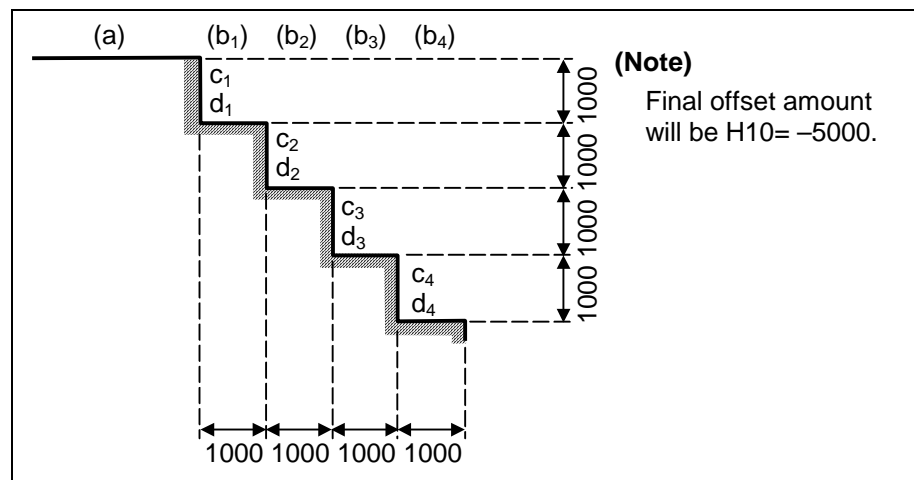 (a) (b₁) (b₂) (b₃) (b₄)
(Note)
Final offset amount
will be H10= –5000.
c₁
d₁
1000
c₂
d₂
1000
c₃
d₃
1000
c₄
d₄
1000
1000 1000 1000 1000